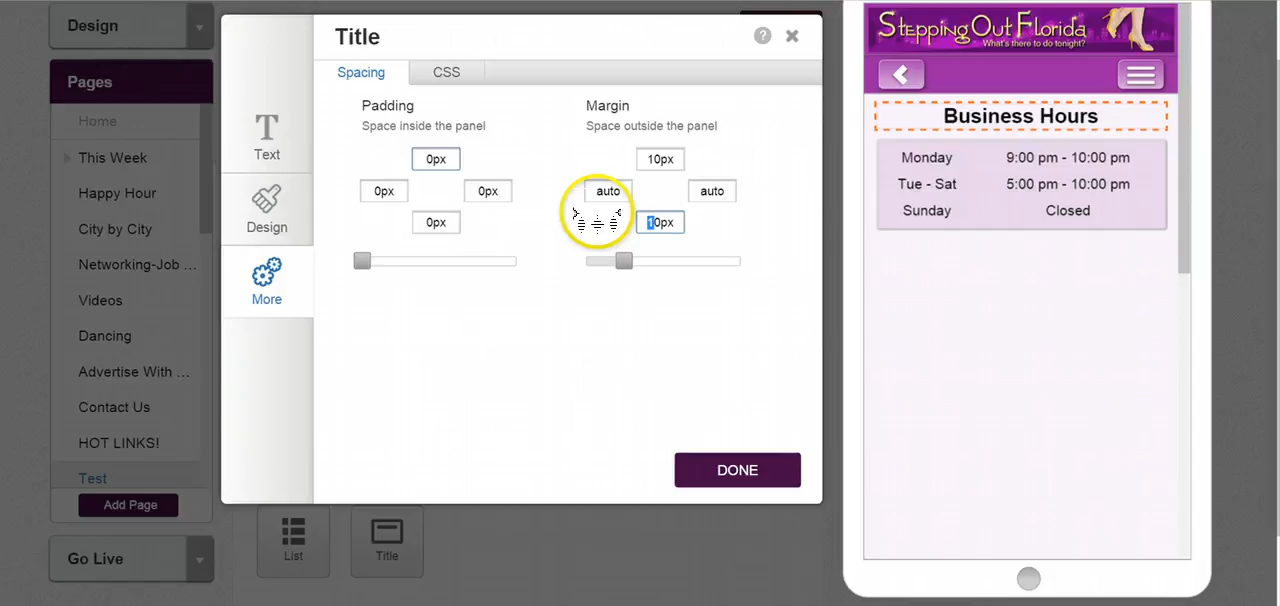 Design
Pages
Home
This Week
Happy Hour
City by City
Networking-Job ...
Videos
Dancing
Advertise With ...
Contact Us
HOT LINKS!
Test
Add Page
Go Live
Title
?
Text
Design
More
Spacing
CSS
Padding
Space inside the panel
0px
0px
0px
0px
Margin
Space outside the panel
10px
auto
auto
10px
DONE
List
Title
Stepping Out Florida
What's there to do tonight?
Business Hours
Monday 9:00 pm - 10:00 pm
Tue - Sat 5:00 pm - 10:00 pm
Sunday Closed